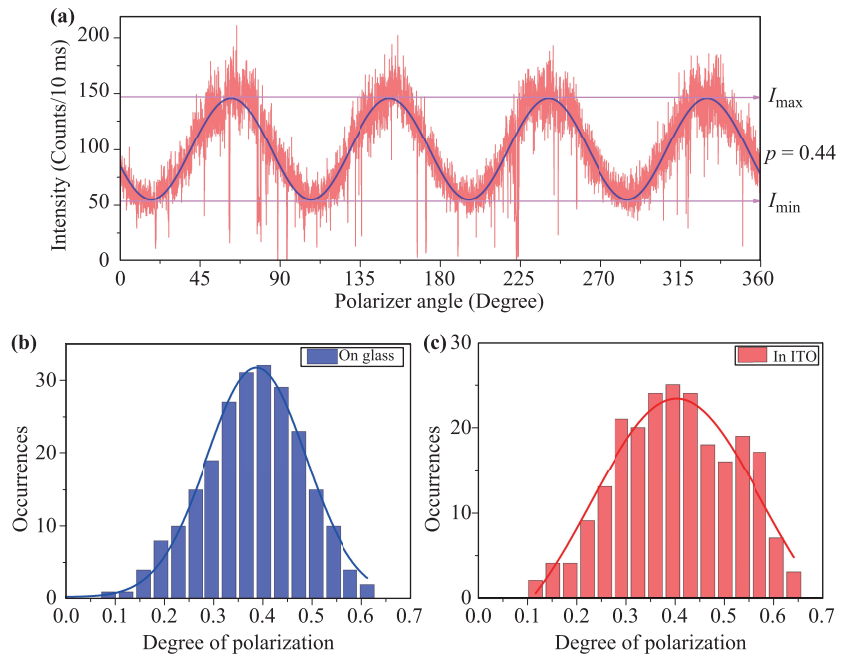 (a)
Intensity (Counts/10 ms)
200
150
100
50
0
0 45 90 135 180 225 270 315 360
Polarizer angle (Degree)
Imax
p = 0.44
Imin
(b)
On glass
Occurrences
30
20
10
0
0.0 0.1 0.2 0.3 0.4 0.5 0.6 0.7
Degree of polarization
(c)
In ITO
Occurrences
30
20
10
0
0.0 0.1 0.2 0.3 0.4 0.5 0.6 0.7
Degree of polarization